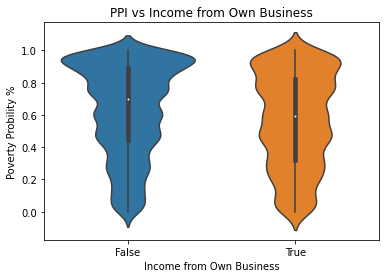 PPI vs Income from Own Business
1.0
0.8
0.6
0.4
0.2
0.0
Poverty Probility %
False
True
Income from Own Business